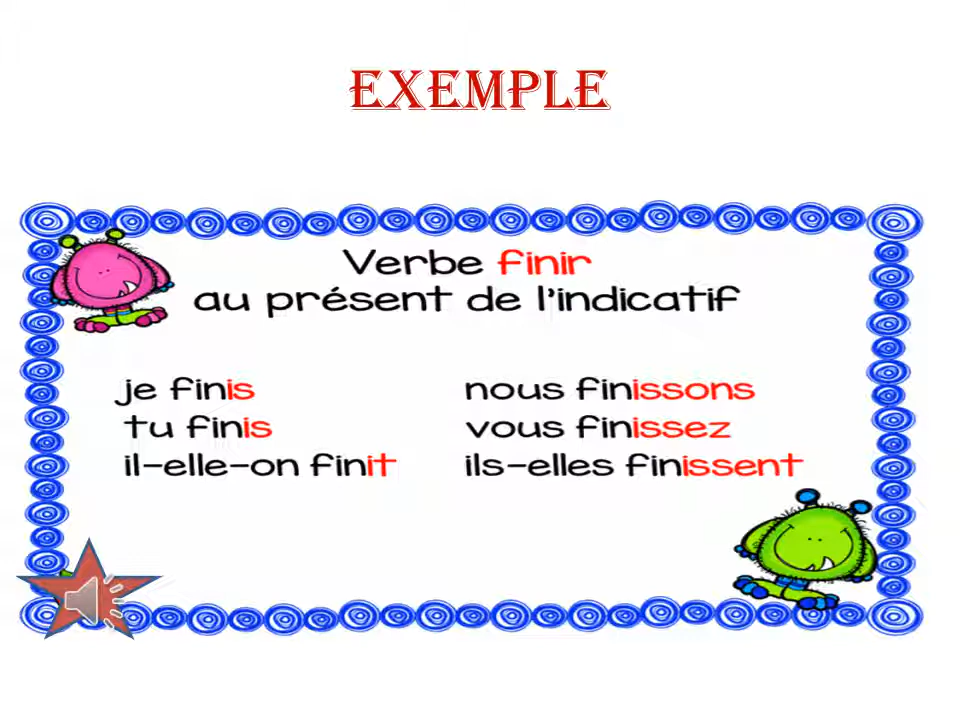 EXEMPLE
Verbe finir
au présent de l'indicatif
je finis
tu finis
il-elle-on finit
nous finissons
vous finissez
ils-elles finissent